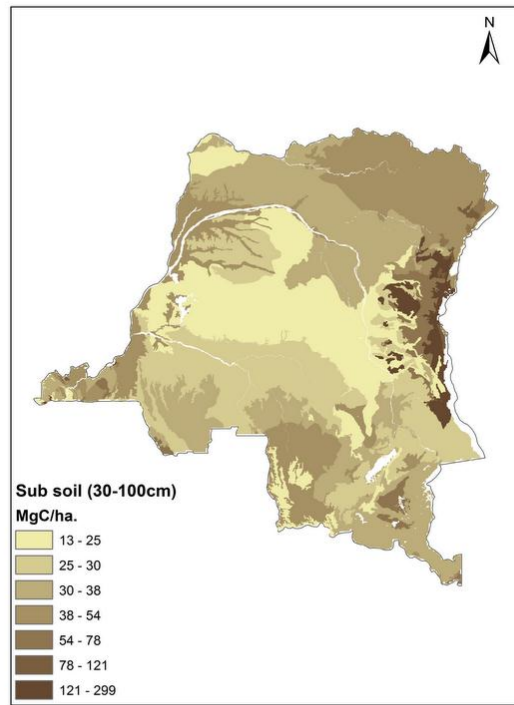 N
Sub soil (30-100cm)
MgC/ha.
13 - 25
25 - 30
30 - 38
38 - 54
54 - 78
78 - 121
121 - 299